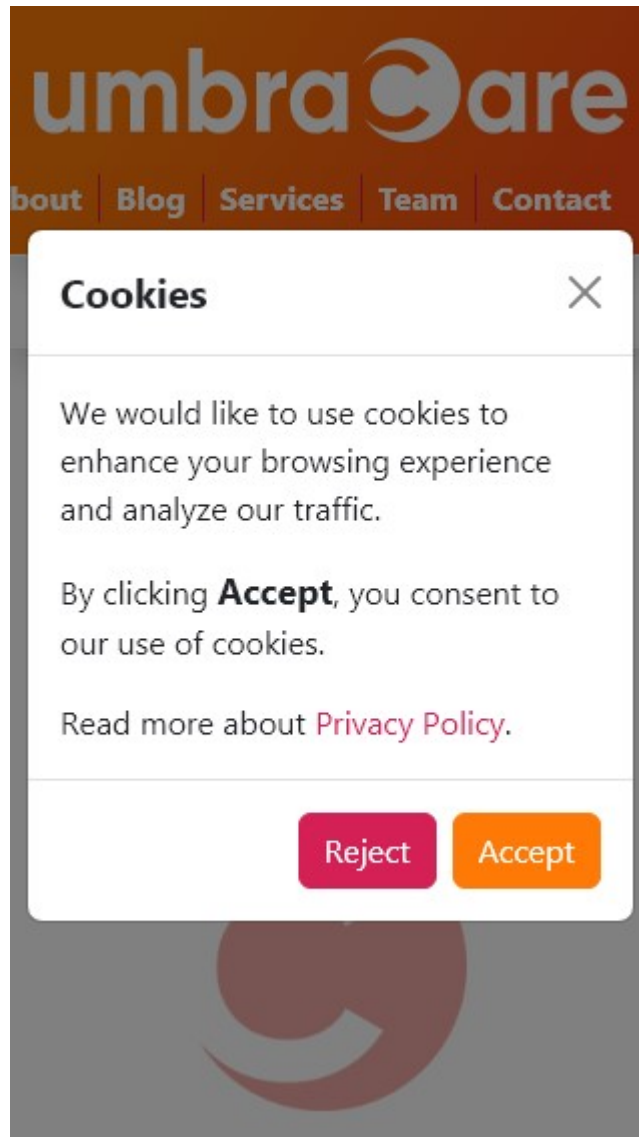 umbraCare
bout Blog Services Team Contact
Cookies
We would like to use cookies to
enhance your browsing experience
and analyze our traffic.
By clicking Accept, you consent to
our use of cookies.
Read more about Privacy Policy.
Reject Accept